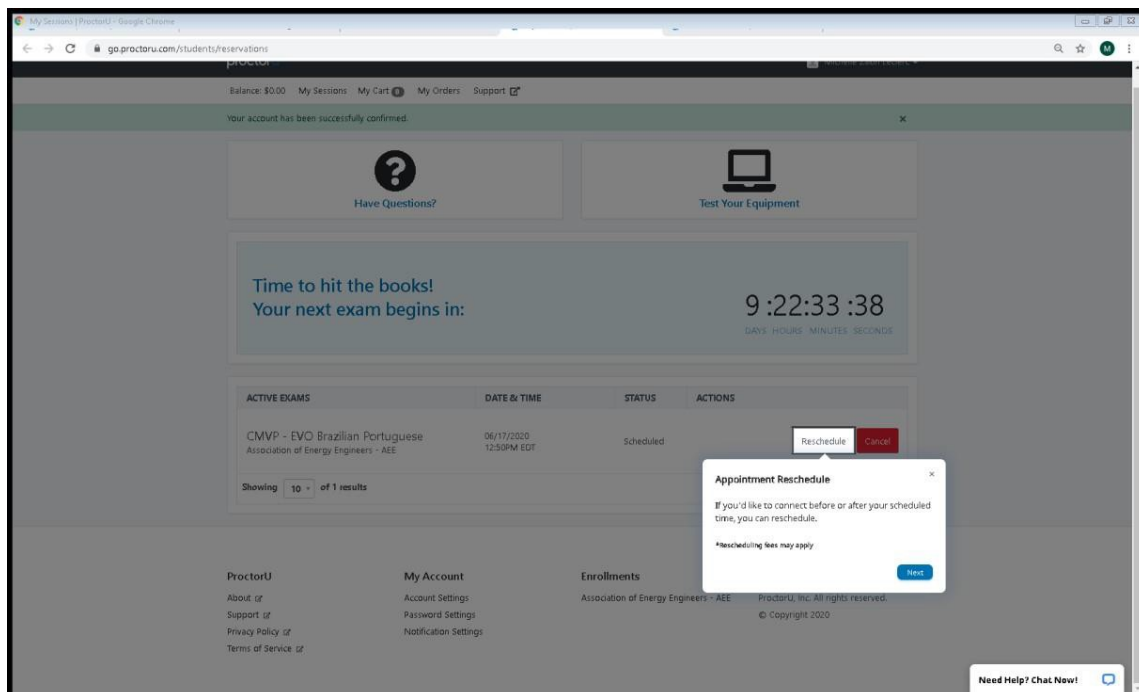 My Sessions | ProctorU - Google Chrome
go.proctoru.com/students/reservations
M
Balance: $0.00 My Sessions My Cart 0 My Orders Support
Your account has been successfully confirmed. ×
Have Questions?
Test Your Equipment
Time to hit the books!
Your next exam begins in:
9 :22:33 :38
DAYS HOURS MINUTES SECONDS
ACTIVE EXAMS DATE & TIME STATUS ACTIONS
CMVP - EVO Brazilian Portuguese
Association of Energy Engineers - AEE
06/17/2020
12:50PM EDT
Scheduled
Reschedule Cancel
Showing 10 of 1 results
Appointment Reschedule ×
If you'd like to connect before or after your scheduled
time, you can reschedule.
*Rescheduling fees may apply
Next
ProctorU
About
Support
Privacy Policy
Terms of Service
My Account
Account Settings
Password Settings
Notification Settings
Enrollments
Association of Energy Engineers - AEE
ProctorU, Inc. All rights reserved.
© Copyright 2020
Need Help? Chat Now!